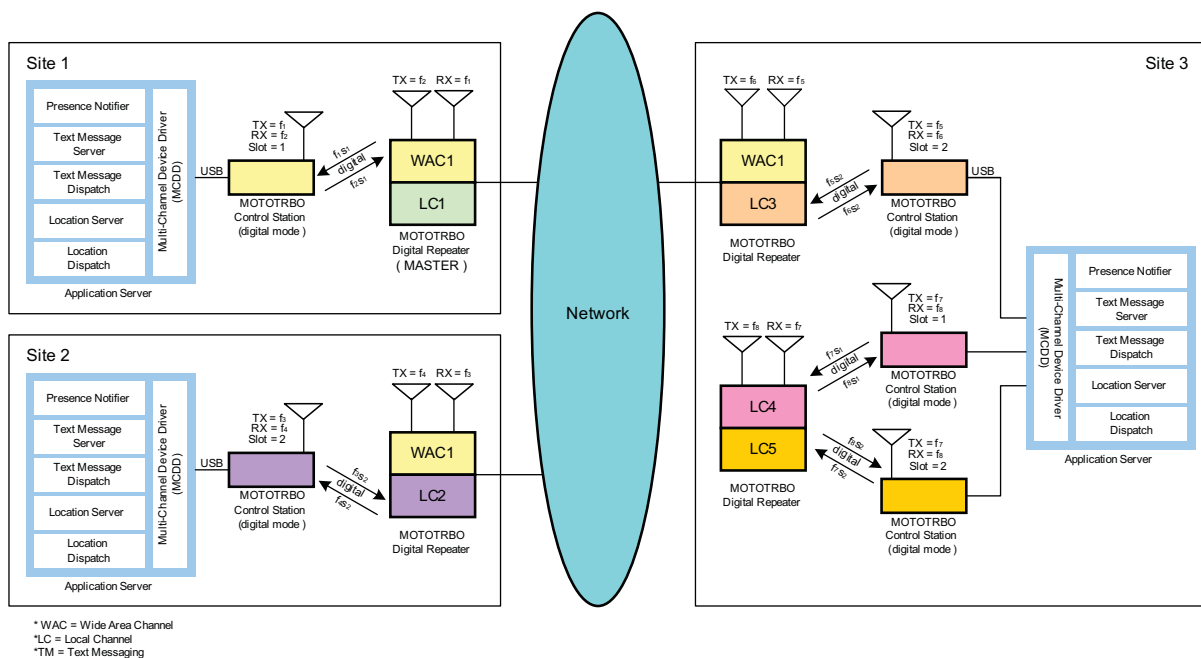 Site 1
Presence Notifier
Text Message
Server
Text Message
Dispatch
Location Server
Location
Dispatch
Multi-Channel Device Driver
(MCDD)
Application Server
USB
TX = f₁
RX = f₂
Slot = 1
MOTOTRBO
Control Station
(digital mode )
f₁s₁
digital
f₂s₁
TX = f₂
RX = f₁
WAC1
LC1
MOTOTRBO
Digital Repeater
( MASTER )
Site 2
Presence Notifier
Text Message
Server
Text Message
Dispatch
Location Server
Location
Dispatch
Multi-Channel Device Driver
(MCDD)
Application Server
USB
TX = f₃
RX = f₄
Slot = 2
MOTOTRBO
Control Station
(digital mode )
f₃s₂
digital
f₄s₂
TX = f₄
RX = f₃
WAC1
LC2
MOTOTRBO
Digital Repeater
Network
Site 3
TX = f₆
RX = f₅
WAC1
LC3
MOTOTRBO
Digital Repeater
f₅s₂
digital
f₆s₂
TX = f₅
RX = f₆
Slot = 2
USB
MOTOTRBO
Control Station
(digital mode )
TX = f₈
RX = f₇
LC4
LC5
MOTOTRBO
Digital Repeater
f₇s₁
digital
f₈s₁
TX = f₇
RX = f₈
Slot = 1
MOTOTRBO
Control Station
(digital mode )
f₈s₂
digital
f₇s₂
TX = f₇
RX = f₈
Slot = 2
MOTOTRBO
Control Station
(digital mode )
Multi-Channel Device Driver
(MCDD)
Presence Notifier
Text Message
Server
Text Message
Dispatch
Location Server
Location
Dispatch
Application Server
* WAC = Wide Area Channel
*LC = Local Channel
*TM = Text Messaging